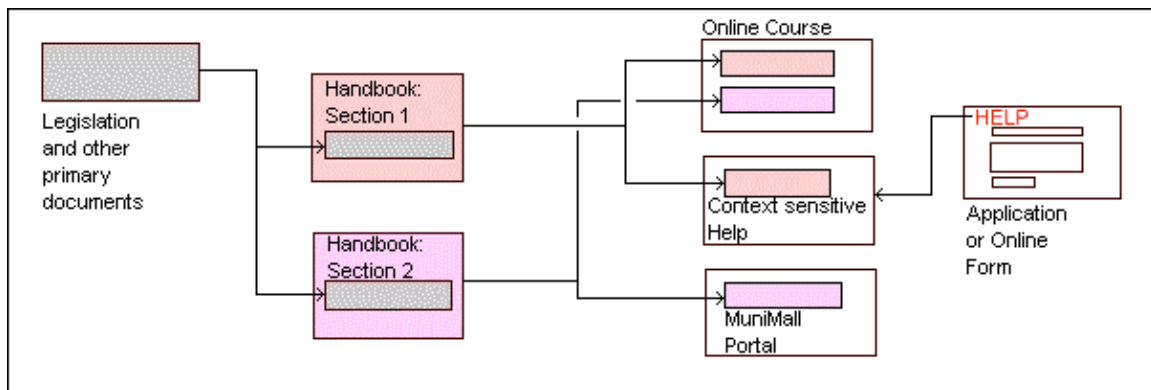 Legislation
and other
primary
documents
Handbook:
Section 1
Handbook:
Section 2
Online Course
Context sensitive
Help
MuniMall
Portal
HELP
Application
or Online
Form